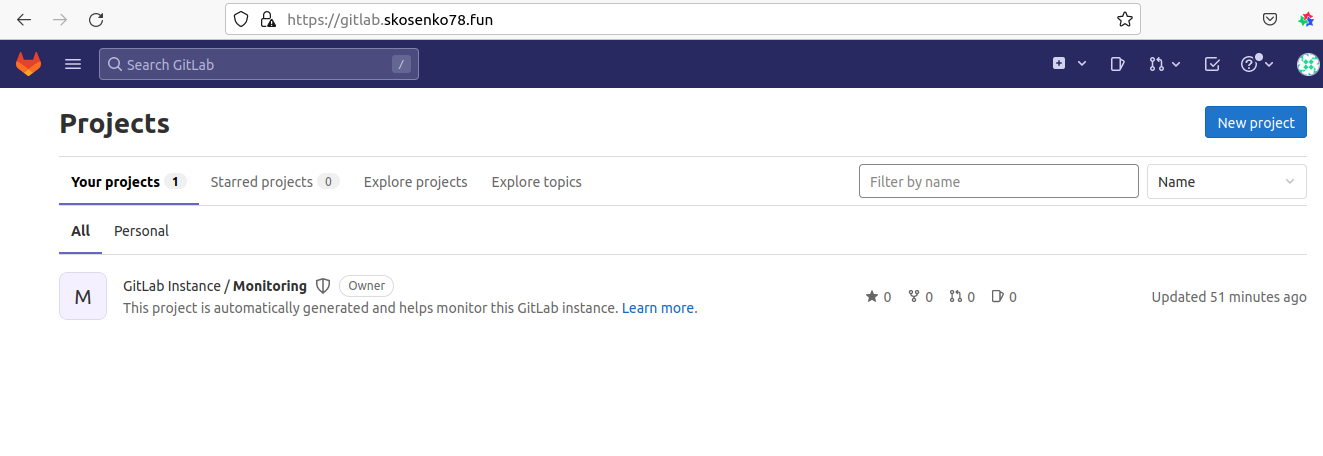 https://gitlab.skosenko78.fun
Search GitLab /
Projects
New project
Your projects 1 Starred projects 0 Explore projects Explore topics Filter by name Name
All Personal
M
GitLab Instance / Monitoring Owner
This project is automatically generated and helps monitor this GitLab instance. Learn more.
0 0 0 0 Updated 51 minutes ago